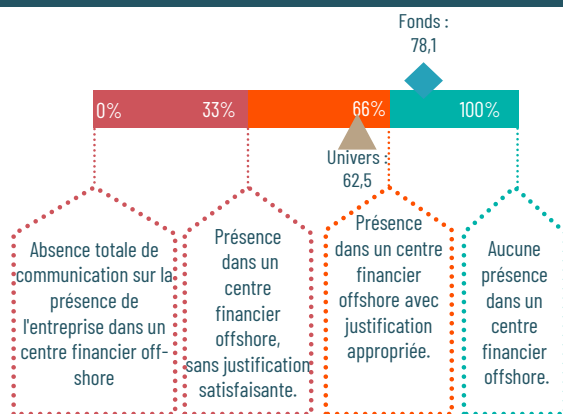 Fonds :
78,1
0%
33%
66%
100%
Univers :
62,5
Absence totale de
communication sur la
présence de
l'entreprise dans un
centre financier off-
shore
Présence
dans un
centre
financier
offshore,
sans justification
satisfaisante.
Présence
dans un centre
financier
offshore avec
justification
appropriée.
Aucune
présence
dans un
centre
financier
offshore.